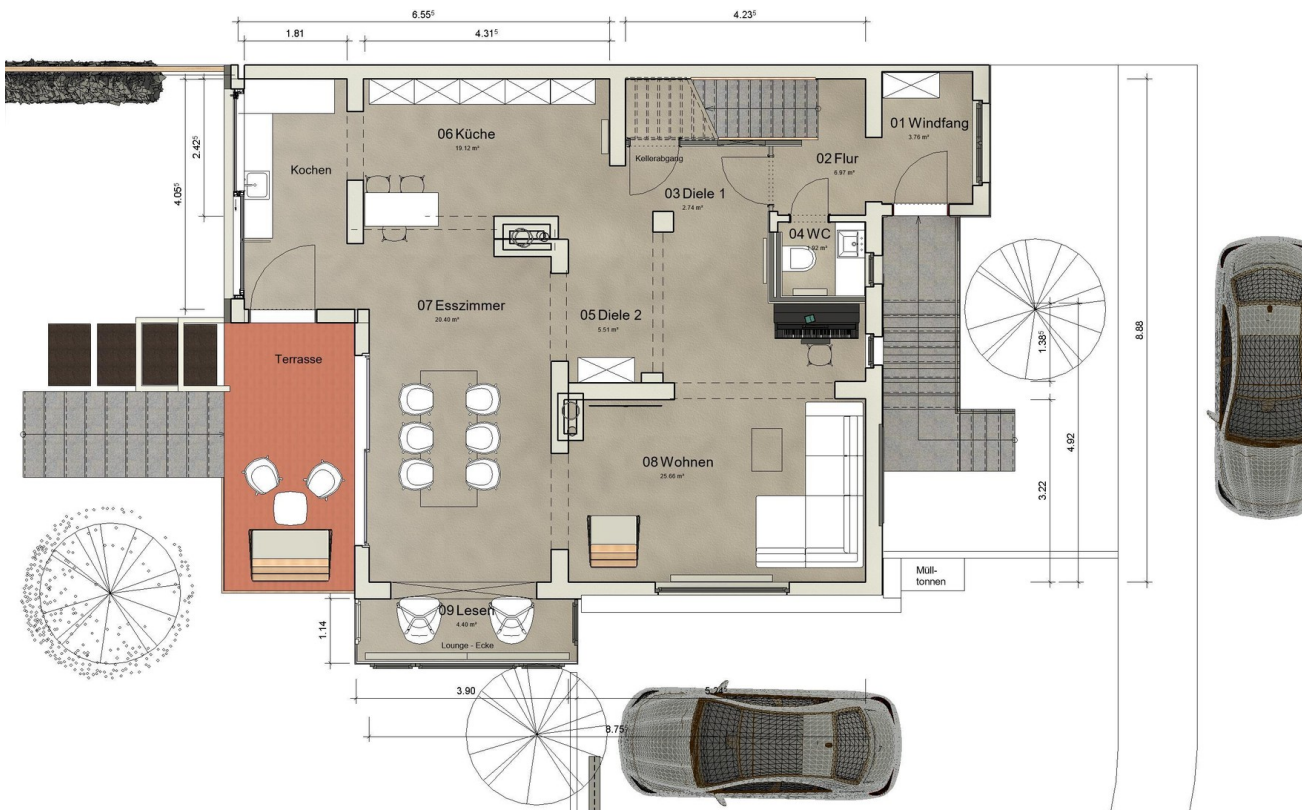 6.55⁵
4.23⁵
1.81
4.31⁵
01 Windfang
3.76 m²
06 Küche
19.12 m²
2.42⁵
4.05⁵
Kochen
Kellerabgang
02 Flur
6.97 m²
03 Diele 1
2.74 m²
04 WC
1.92 m²
07 Esszimmer
20.40 m²
05 Diele 2
5.51 m²
Terrasse
1.38⁵
8.88
4.92
3.22
08 Wohnen
25.66 m²
Müll-
tonnen
09 Lesen
4.40 m²
Lounge - Ecke
1.14
3.90
5.24⁵
8.75